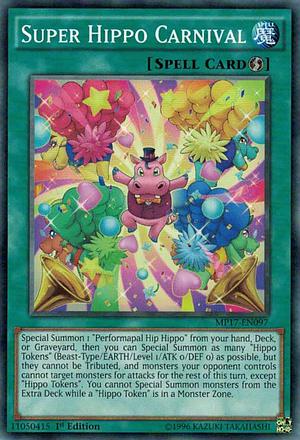 SUPER HIPPO CARNIVAL
SPELL
[SPELL CARD]
MP17-EN097
Special Summon 1 "Performapal Hip Hippo" from your hand, Deck,
or Graveyard, then you can Special Summon as many "Hippo
Tokens" (Beast-Type/EARTH/Level 1/ATK 0/DEF 0) as possible, but
they cannot be Tributed, and monsters your opponent controls
cannot target monsters for attacks for the rest of this turn, except
"Hippo Tokens". You cannot Special Summon monsters from the
Extra Deck while a "Hippo Token" is in a Monster Zone.
11050415
1st Edition
©1996 KAZUKI TAKAHASHI